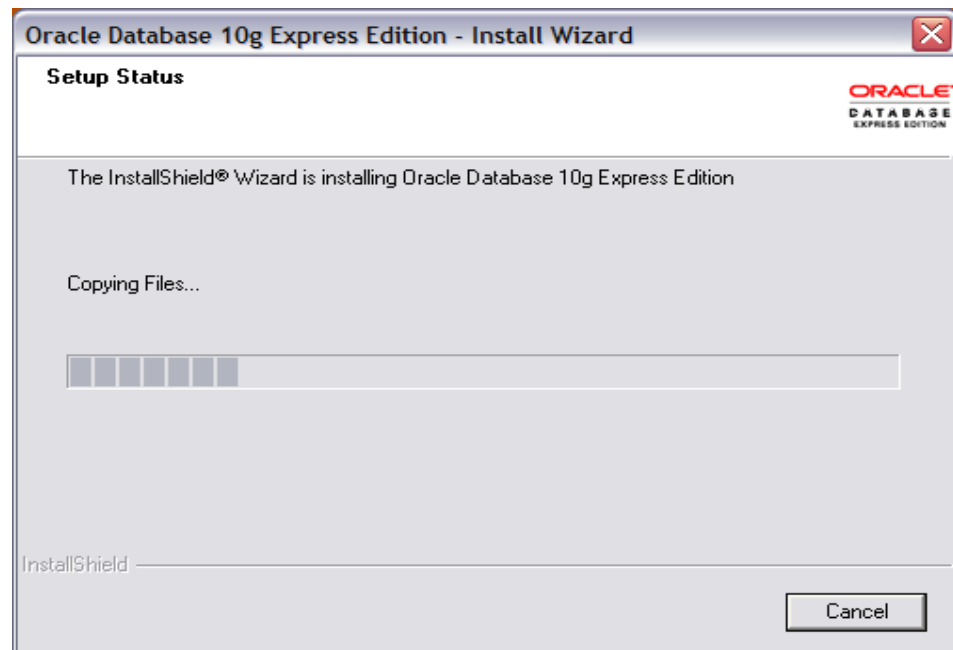 Oracle Database 10g Express Edition - Install Wizard
Setup Status
ORACLE
DATABASE
EXPRESS EDITION
The InstallShield® Wizard is installing Oracle Database 10g Express Edition
Copying Files...
InstallShield
Cancel